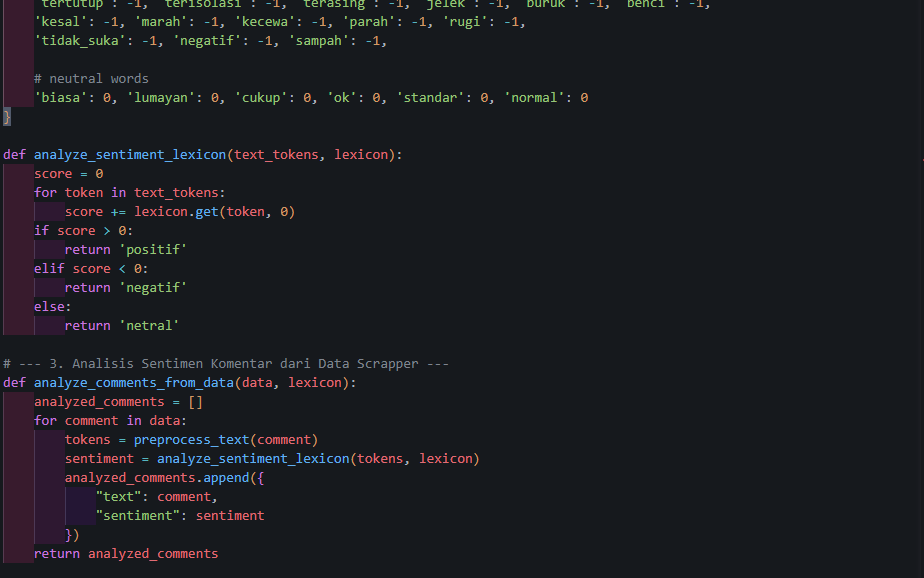 'tertutup': -1, 'terisolasi': -1, 'terasing': -1, 'jelek': -1, 'buruk': -1, 'benci': -1,
'kesal': -1, 'marah': -1, 'kecewa': -1, 'parah': -1, 'rugi': -1,
'tidak_suka': -1, 'negatif': -1, 'sampah': -1,
# neutral words
'biasa': 0, 'lumayan': 0, 'cukup': 0, 'ok': 0, 'standar': 0, 'normal': 0
}
def analyze_sentiment_lexicon(text_tokens, lexicon):
score = 0
for token in text_tokens:
score += lexicon.get(token, 0)
if score > 0:
return 'positif'
elif score < 0:
return 'negatif'
else:
return 'netral'
# --- 3. Analisis Sentimen Komentar dari Data Scrapper ---
def analyze_comments_from_data(data, lexicon):
analyzed_comments = []
for comment in data:
tokens = preprocess_text(comment)
sentiment = analyze_sentiment_lexicon(tokens, lexicon)
analyzed_comments.append({
"text": comment,
"sentiment": sentiment
})
return analyzed_comments